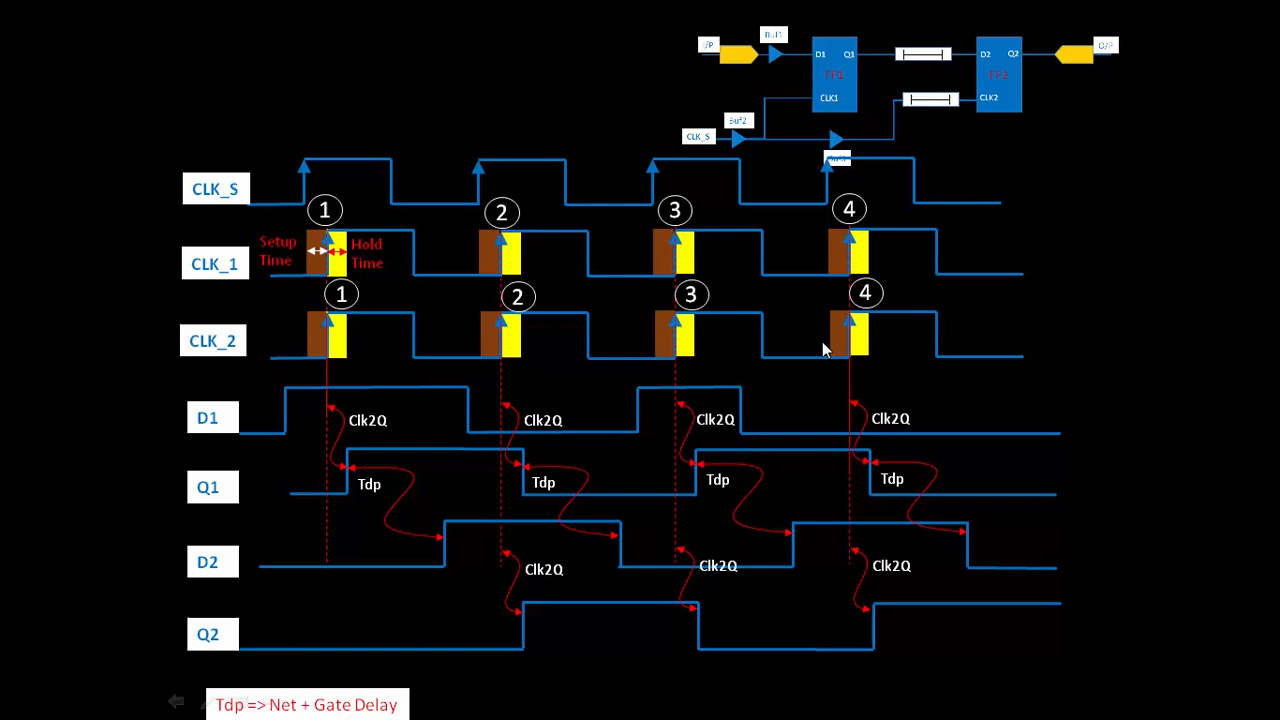 I/P
Buf1
D1
Q1
FF1
CLK1
D2
Q2
FF2
CLK2
O/P
Buf2
CLK_S
CLK_S
1
2
3
4
Setup
Time
Hold
Time
CLK_1
1
2
3
4
CLK_2
D1
Clk2Q
Clk2Q
Clk2Q
Clk2Q
Q1
Tdp
Tdp
Tdp
Tdp
D2
Clk2Q
Clk2Q
Clk2Q
Q2
Tdp => Net + Gate Delay